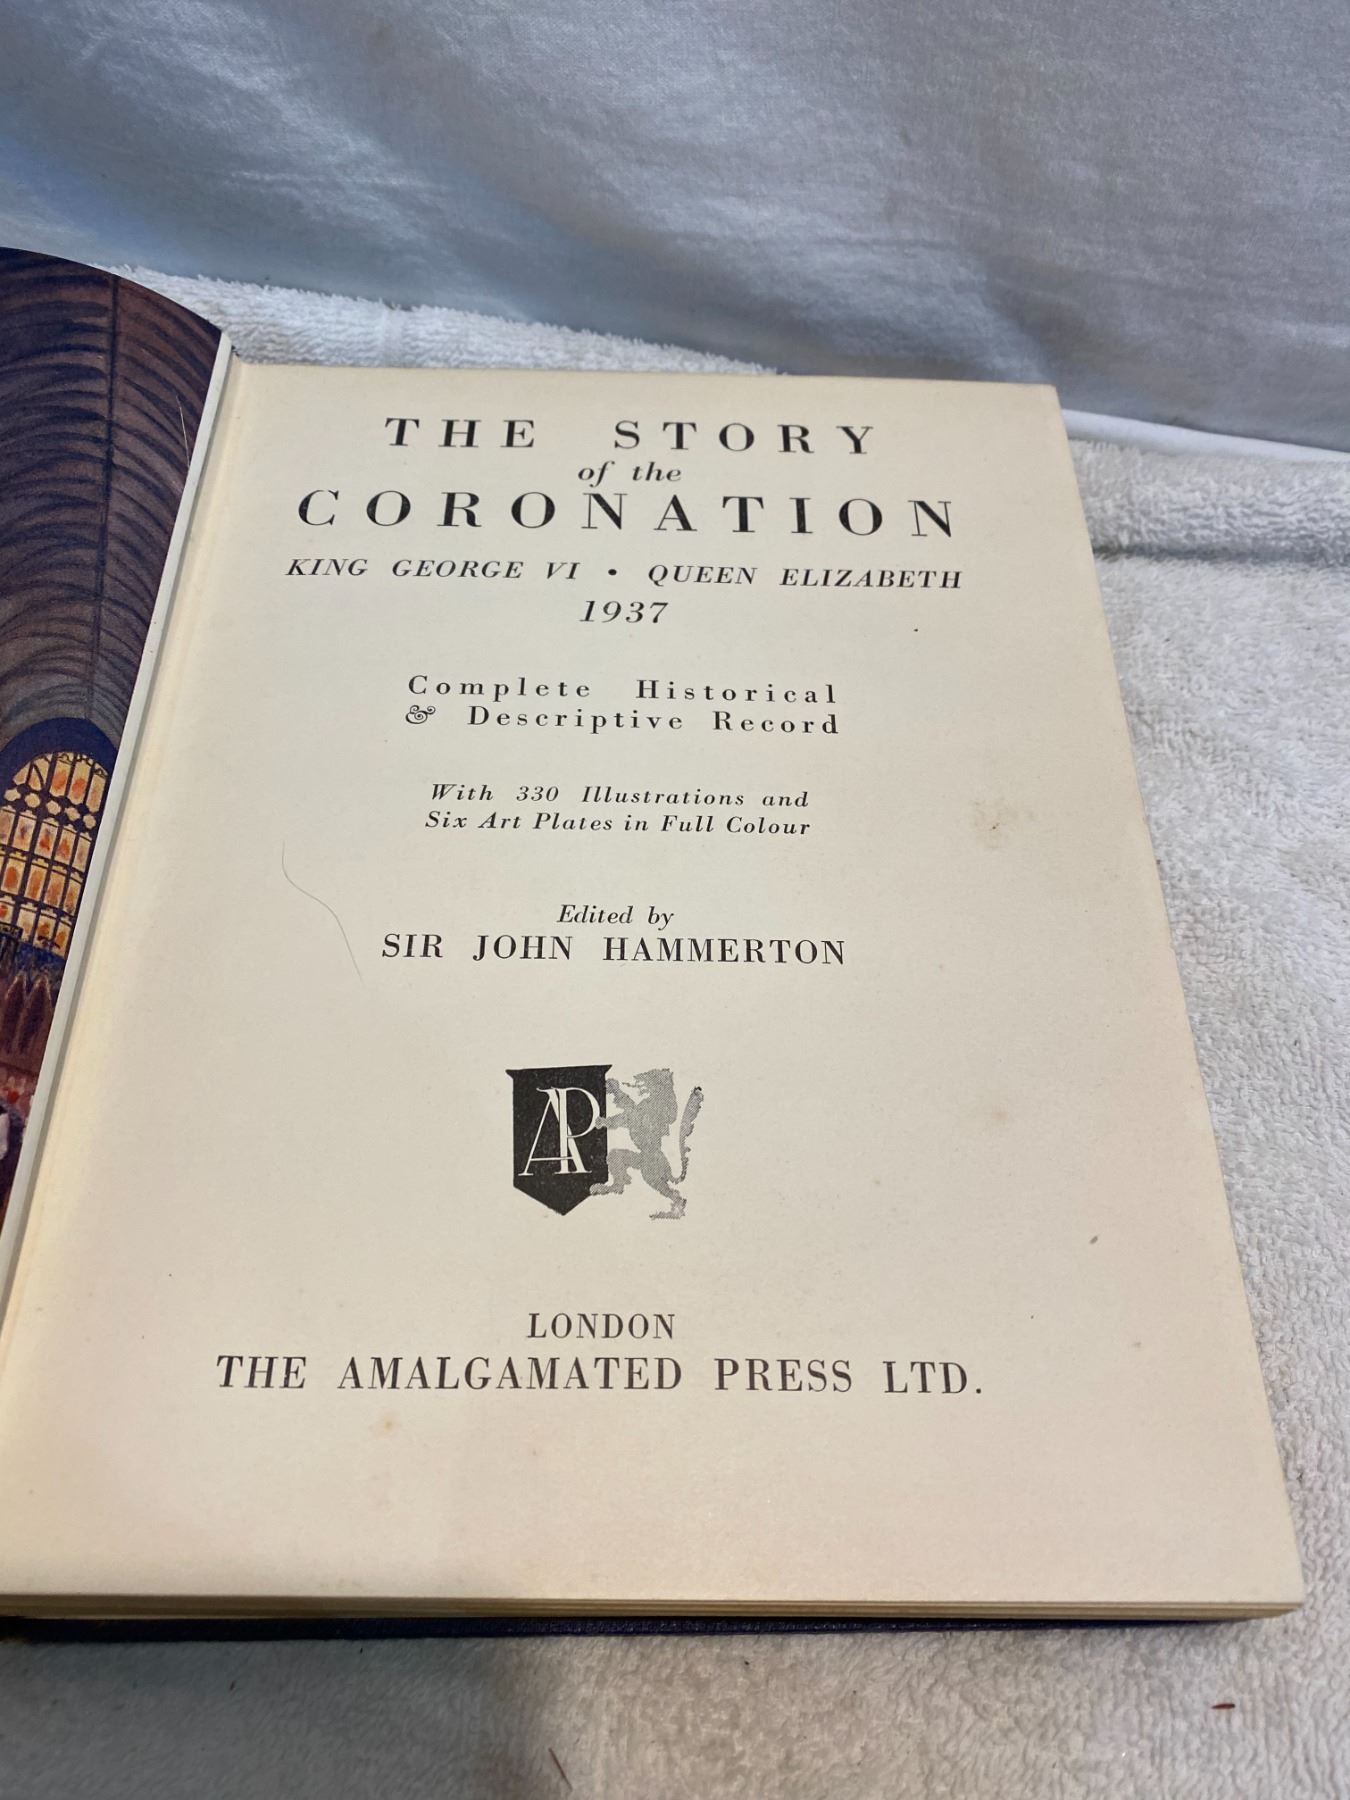 THE STORY
of the
CORONATION
KING GEORGE VI • QUEEN ELIZABETH
1937
Complete Historical
& Descriptive Record
With 330 Illustrations and
Six Art Plates in Full Colour
Edited by
SIR JOHN HAMMERTON
AP
LONDON
THE AMALGAMATED PRESS LTD.